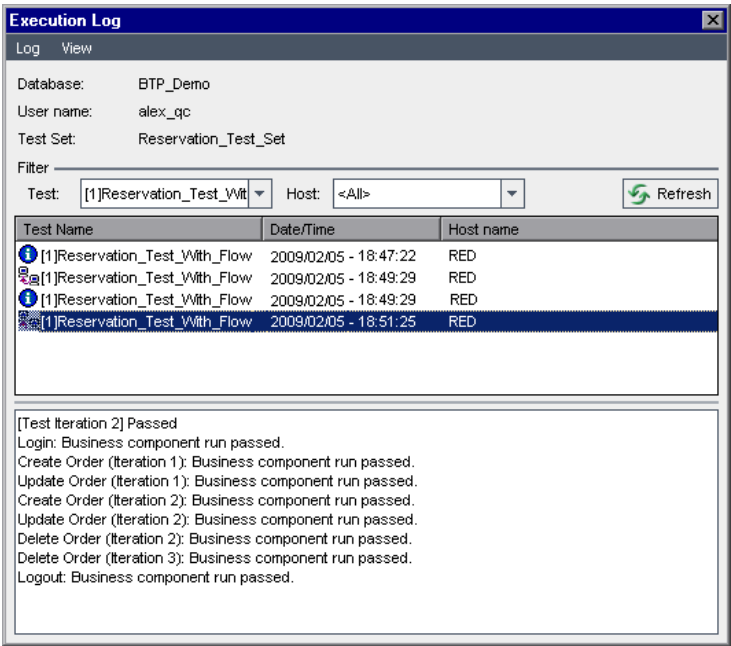 Execution Log
Log View
Database: BTP_Demo
User name: alex_qc
Test Set: Reservation_Test_Set
Filter
Test: [1]Reservation_Test_Wit Host: <All> Refresh
Test Name Date/Time Host name
[1]Reservation_Test_With_Flow 2009/02/05 - 18:47:22 RED
[1]Reservation_Test_With_Flow 2009/02/05 - 18:49:29 RED
[1]Reservation_Test_With_Flow 2009/02/05 - 18:49:29 RED
[1]Reservation_Test_With_Flow 2009/02/05 - 18:51:25 RED
[Test Iteration 2] Passed
Login: Business component run passed.
Create Order (Iteration 1): Business component run passed.
Update Order (Iteration 1): Business component run passed.
Create Order (Iteration 2): Business component run passed.
Update Order (Iteration 2): Business component run passed.
Delete Order (Iteration 2): Business component run passed.
Delete Order (Iteration 3): Business component run passed.
Logout: Business component run passed.